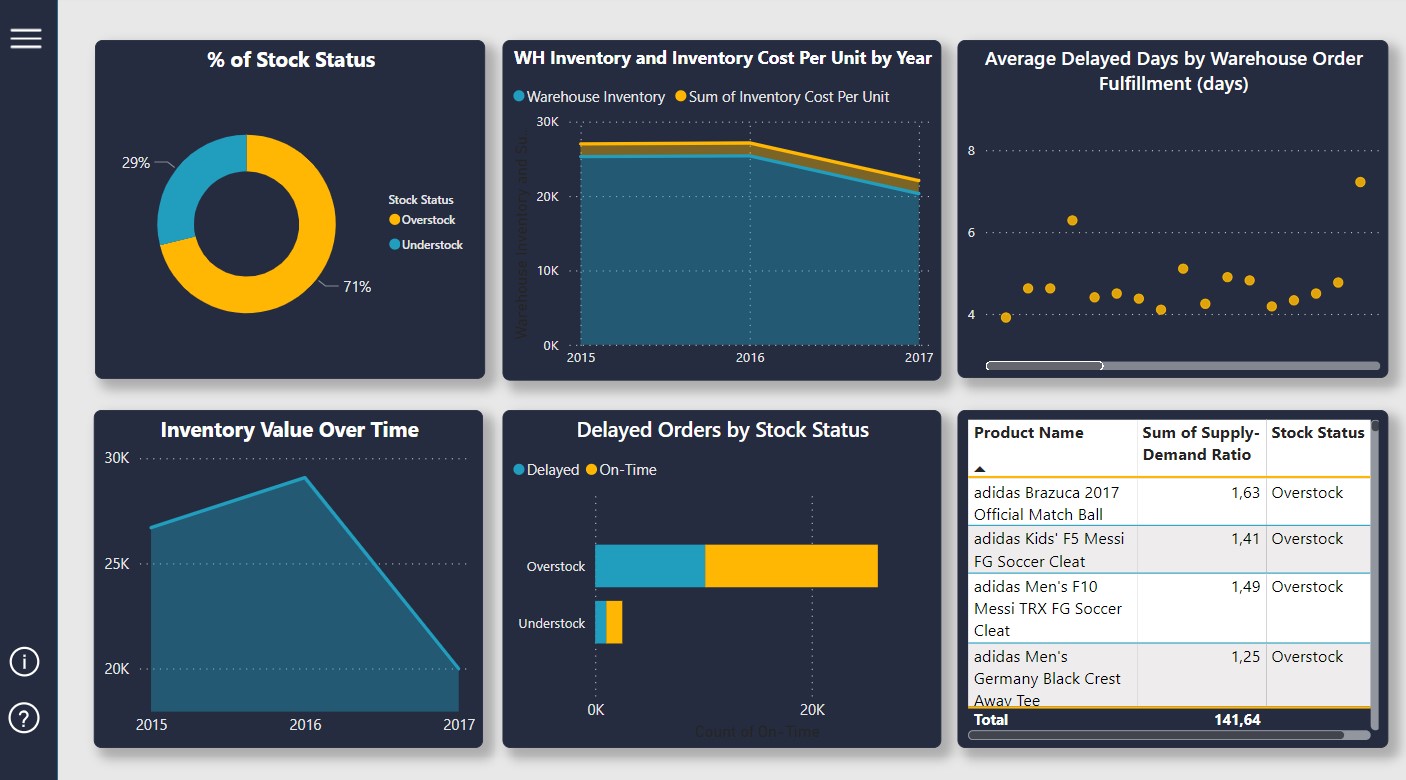 % of Stock Status
29%
71%
Stock Status
Overstock
Understock
WH Inventory and Inventory Cost Per Unit by Year
Warehouse Inventory Sum of Inventory Cost Per Unit
Warehouse Inventory and Su...
30K
20K
10K
0K
2015 2016 2017
Average Delayed Days by Warehouse Order
Fulfillment (days)
8
6
4
Inventory Value Over Time
30K
25K
20K
2015 2016 2017
Delayed Orders by Stock Status
Delayed On-Time
Overstock
Understock
0K 20K
Count of On-Time
Product Name Sum of Supply- Stock Status
Demand Ratio
adidas Brazuca 2017 1,63 Overstock
Official Match Ball
adidas Kids' F5 Messi 1,41 Overstock
FG Soccer Cleat
adidas Men's F10 1,49 Overstock
Messi TRX FG Soccer
Cleat
adidas Men's 1,25 Overstock
Germany Black Crest
Away Tee
Total 141,64
i
?